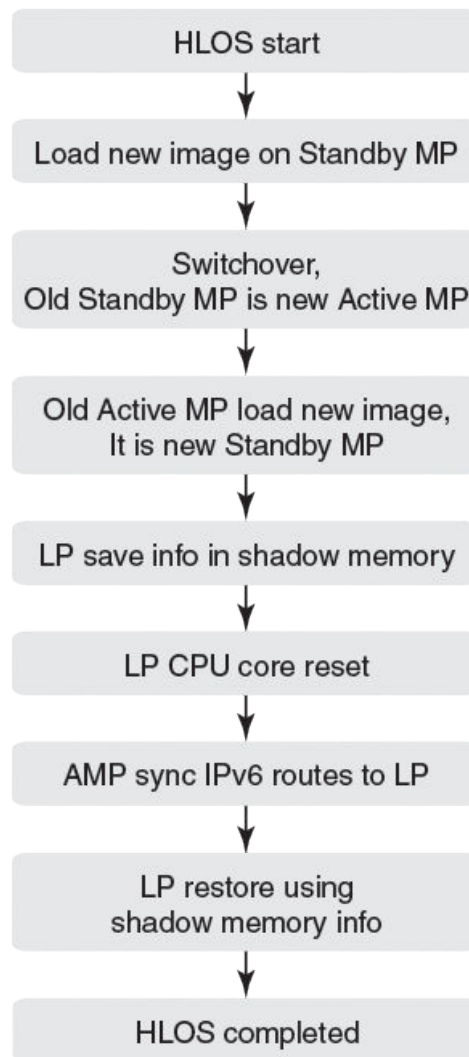 HLOS start
Load new image on Standby MP
Switchover,
Old Standby MP is new Active MP
Old Active MP load new image,
It is new Standby MP
LP save info in shadow memory
LP CPU core reset
AMP sync IPv6 routes to LP
LP restore using
shadow memory info
HLOS completed